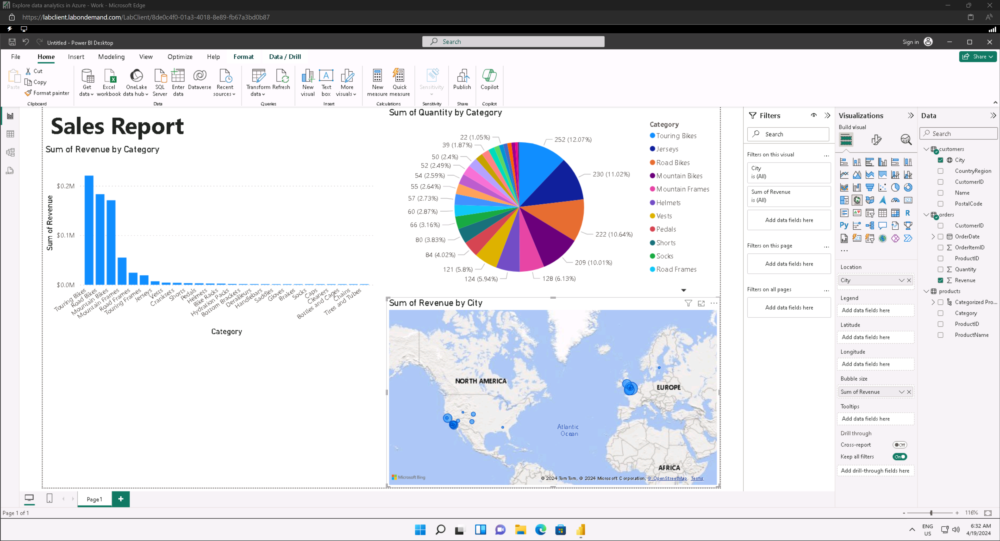 Explore data analytics in Azure - Work - Microsoft Edge
https://labclient.labondemand.com/LabClient/8de0c4f0-01a3-4018-8e89-fb67a3bd0b87
Untitled - Power BI Desktop
Search
Sign in
File
Home
Insert
Modeling
View
Optimize
Help
Format
Data / Drill
Share
Paste
Cut
Copy
Format painter
Clipboard
Get data
Excel workbook
OneLake data hub
SQL Server
Enter data
Dataverse
Recent sources
Data
Transform data
Refresh
Queries
New visual
Text box
More visuals
Insert
New measure
Quick measure
Calculations
Sensitivity
Sensitivity
Publish
Share
Copilot
Copilot
Sales Report
Sum of Revenue by Category
Sum of Revenue
$0.2M
$0.1M
$0.0M
Touring Bikes
Road Bikes
Mountain Bikes
Mountain Frames
Road Frames
Touring Frames
Jerseys
Vests
Cranksets
Shorts
Pedals
Helmets
Bike Racks
Hydration Packs
Bottom Brackets
Derailleurs
Handlebars
Saddles
Gloves
Brakes
Socks
Caps
Cleaners
Bottles and Cages
Chains
Tires and Tubes
Category
Sum of Quantity by Category
22 (1.05%)
39 (1.87%)
50 (2.4%)
52 (2.49%)
54 (2.59%)
55 (2.64%)
57 (2.73%)
60 (2.87%)
66 (3.16%)
80 (3.83%)
84 (4.02%)
121 (5.8%)
124 (5.94%)
128 (6.13%)
209 (10.01%)
222 (10.64%)
230 (11.02%)
252 (12.07%)
Category
Touring Bikes
Jerseys
Road Bikes
Mountain Bikes
Mountain Frames
Helmets
Vests
Pedals
Shorts
Socks
Road Frames
Sum of Revenue by City
NORTH AMERICA
EUROPE
Atlantic
Ocean
AFRICA
Microsoft Bing
© 2024 TomTom, © 2024 Microsoft Corporation, © OpenStreetMap Terms
Filters
Search
Filters on this visual
City
is (All)
Sum of Revenue
is (All)
Add data fields here
Filters on this page
Add data fields here
Filters on all pages
Add data fields here
Visualizations
Build visual
123
R
Py
123
Location
City
Legend
Add data fields here
Latitude
Add data fields here
Longitude
Add data fields here
Bubble size
Sum of Revenue
Tooltips
Add data fields here
Drill through
Cross-report
Off
Keep all filters
On
Add drill-through fields here
Data
Search
customers
City
CountryRegion
CustomerID
Name
PostalCode
orders
CustomerID
OrderDate
OrderItemID
ProductID
Quantity
Revenue
products
Categorized Pro...
Category
ProductID
ProductName
Page 1
Page 1 of 1
- + 116%
ENG
US
6:32 AM
4/19/2024